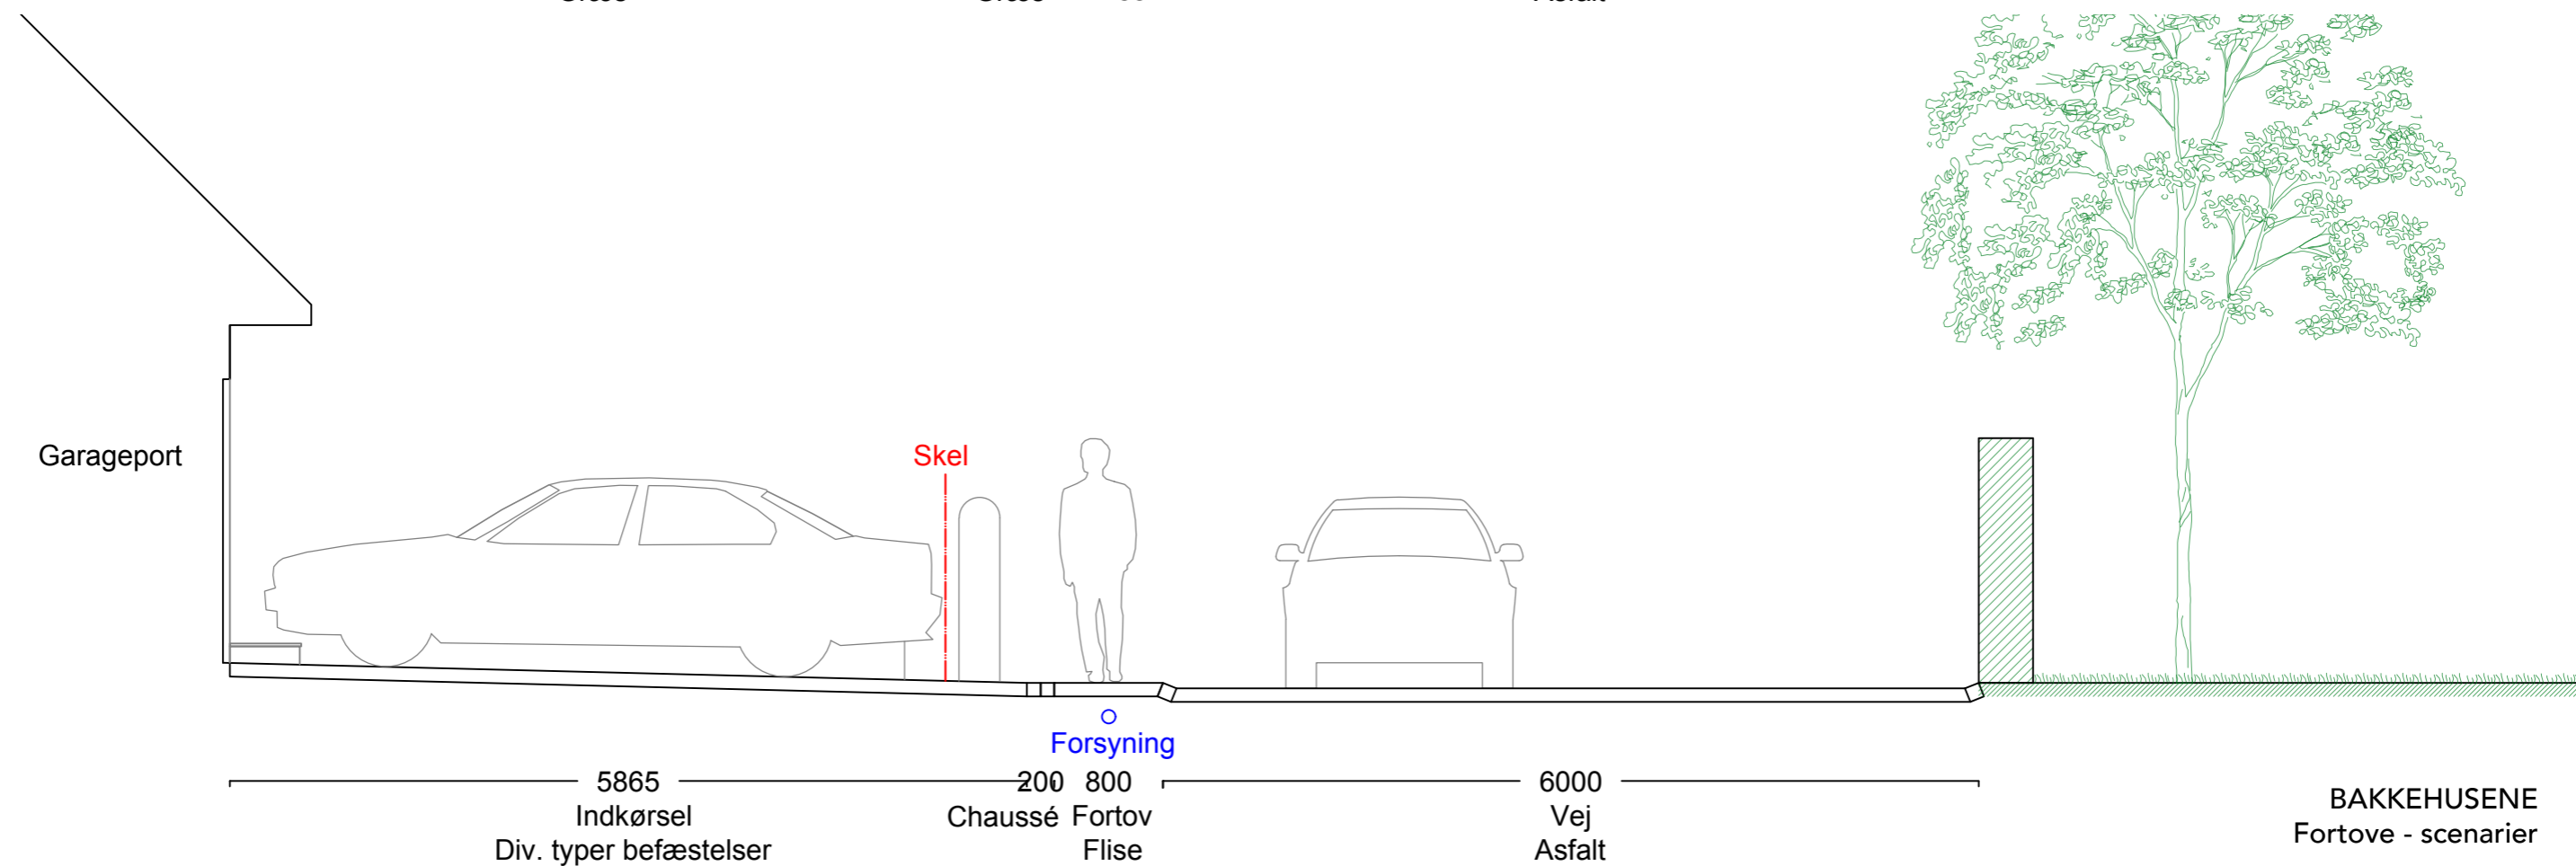 Garageport
Skel
Forsyning
5865
Indkørsel
Div. typer befæstelser
200
Chaussé
800
Fortov
Flise
6000
Vej
Asfalt
BAKKEHUSENE
Fortove - scenarier